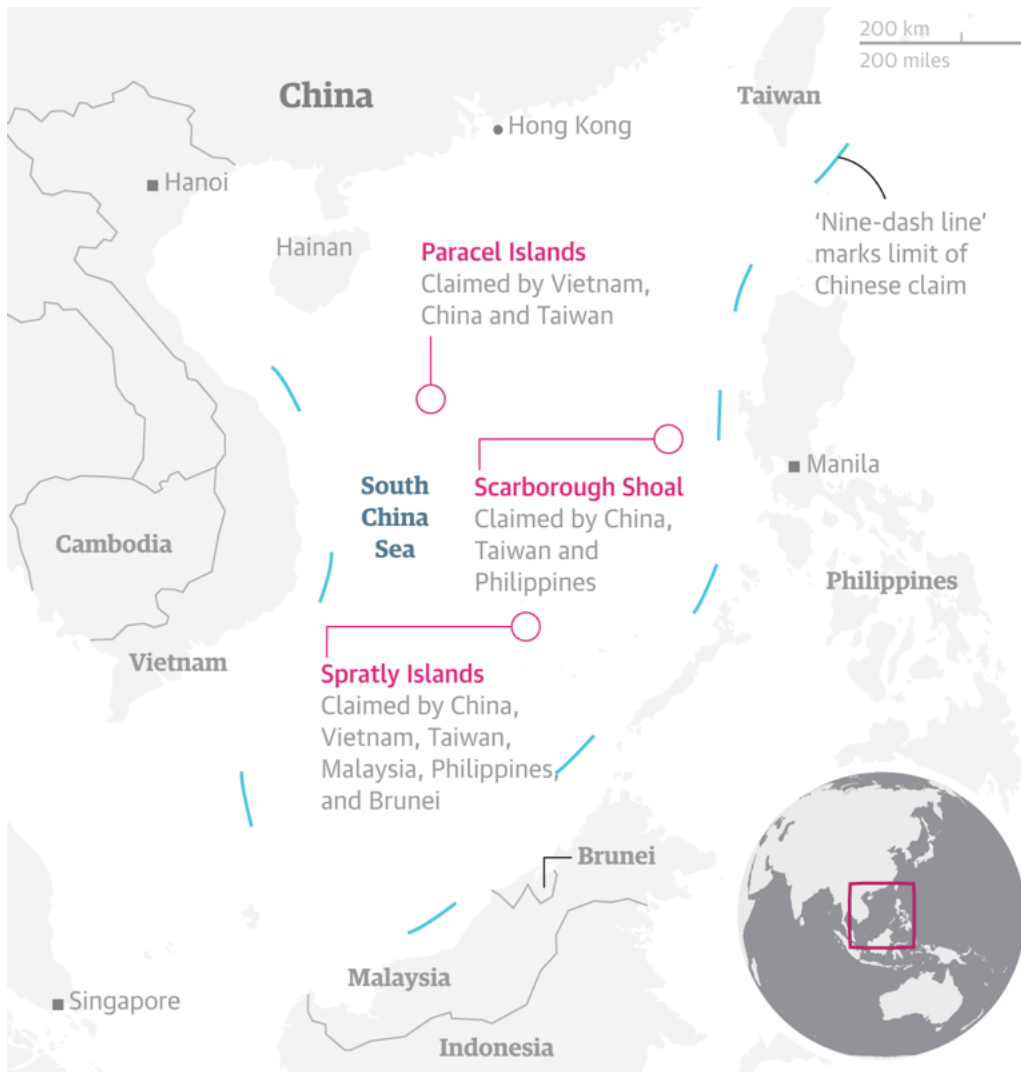 200 km
200 miles
China
Taiwan
Hong Kong
Hanoi
'Nine-dash line'
marks limit of
Chinese claim
Hainan
Paracel Islands
Claimed by Vietnam,
China and Taiwan
Manila
South
China
Sea
Scarborough Shoal
Claimed by China,
Taiwan and
Philippines
Cambodia
Philippines
Vietnam
Spratly Islands
Claimed by China,
Vietnam, Taiwan,
Malaysia, Philippines,
and Brunei
Brunei
Malaysia
Singapore
Indonesia